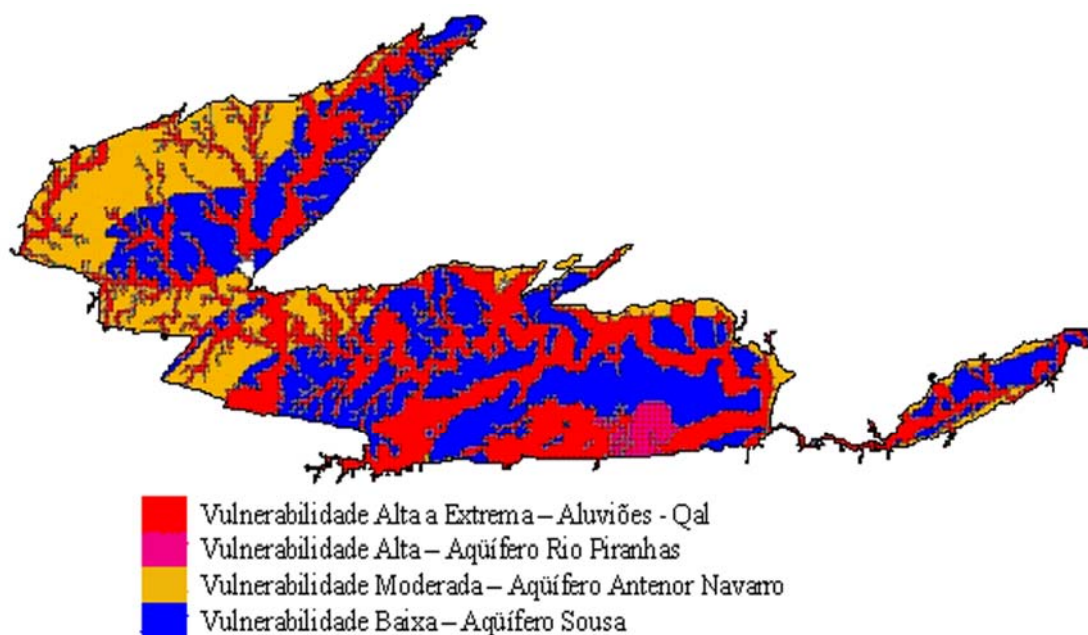 Vulnerabilidade Alta a Extrema – Aluviões - Qal
Vulnerabilidade Alta – Aqüífero Rio Piranhas
Vulnerabilidade Moderada – Aqüífero Antenor Navarro
Vulnerabilidade Baixa – Aqüífero Sousa